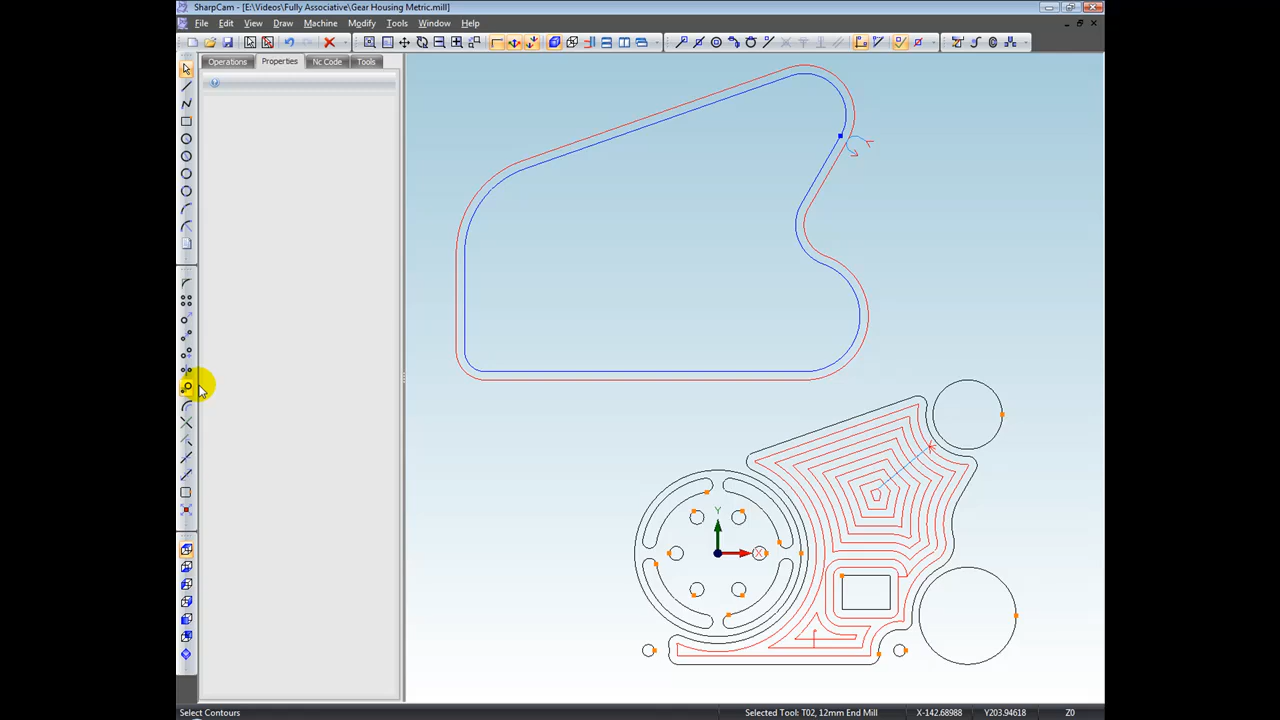 SharpCam - [E:\Videos\Fully Associative\Gear Housing Metric.mill]
File Edit View Draw Machine Modify Tools Window Help
Operations Properties Nc Code Tools
Y
X
Select Contours Selected Tool: T02, 12mm End Mill X-142.68988 Y203.94618 Z0